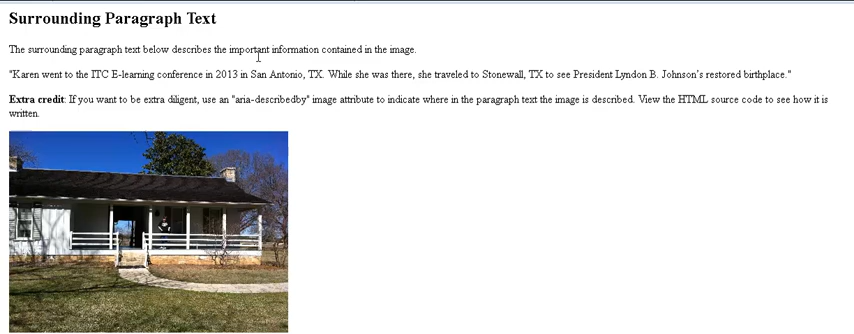 Surrounding Paragraph Text
The surrounding paragraph text below describes the important information contained in the image.
"Karen went to the ITC E-learning conference in 2013 in San Antonio, TX. While she was there, she traveled to Stonewall, TX to see President Lyndon B. Johnson's restored birthplace."
Extra credit: If you want to be extra diligent, use an "aria-describedby" image attribute to indicate where in the paragraph text the image is described. View the HTML source code to see how it is
written.